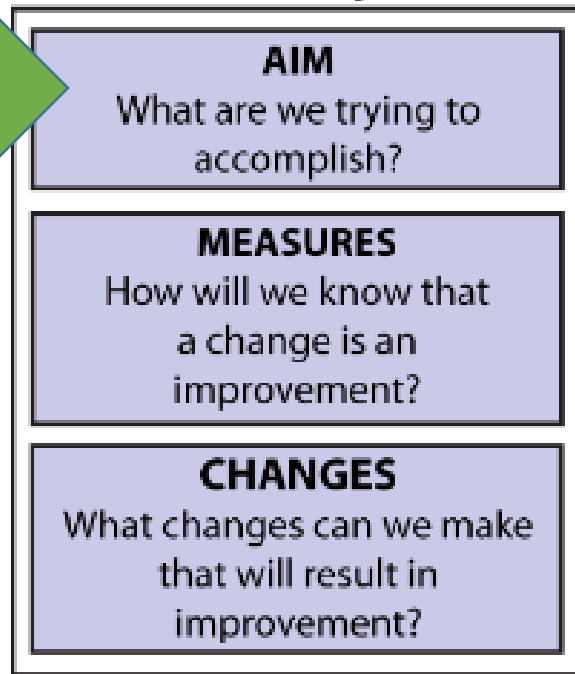 AIM
What are we trying to
accomplish?
MEASURES
How will we know that
a change is an
improvement?
CHANGES
What changes can we make
that will result in
improvement?